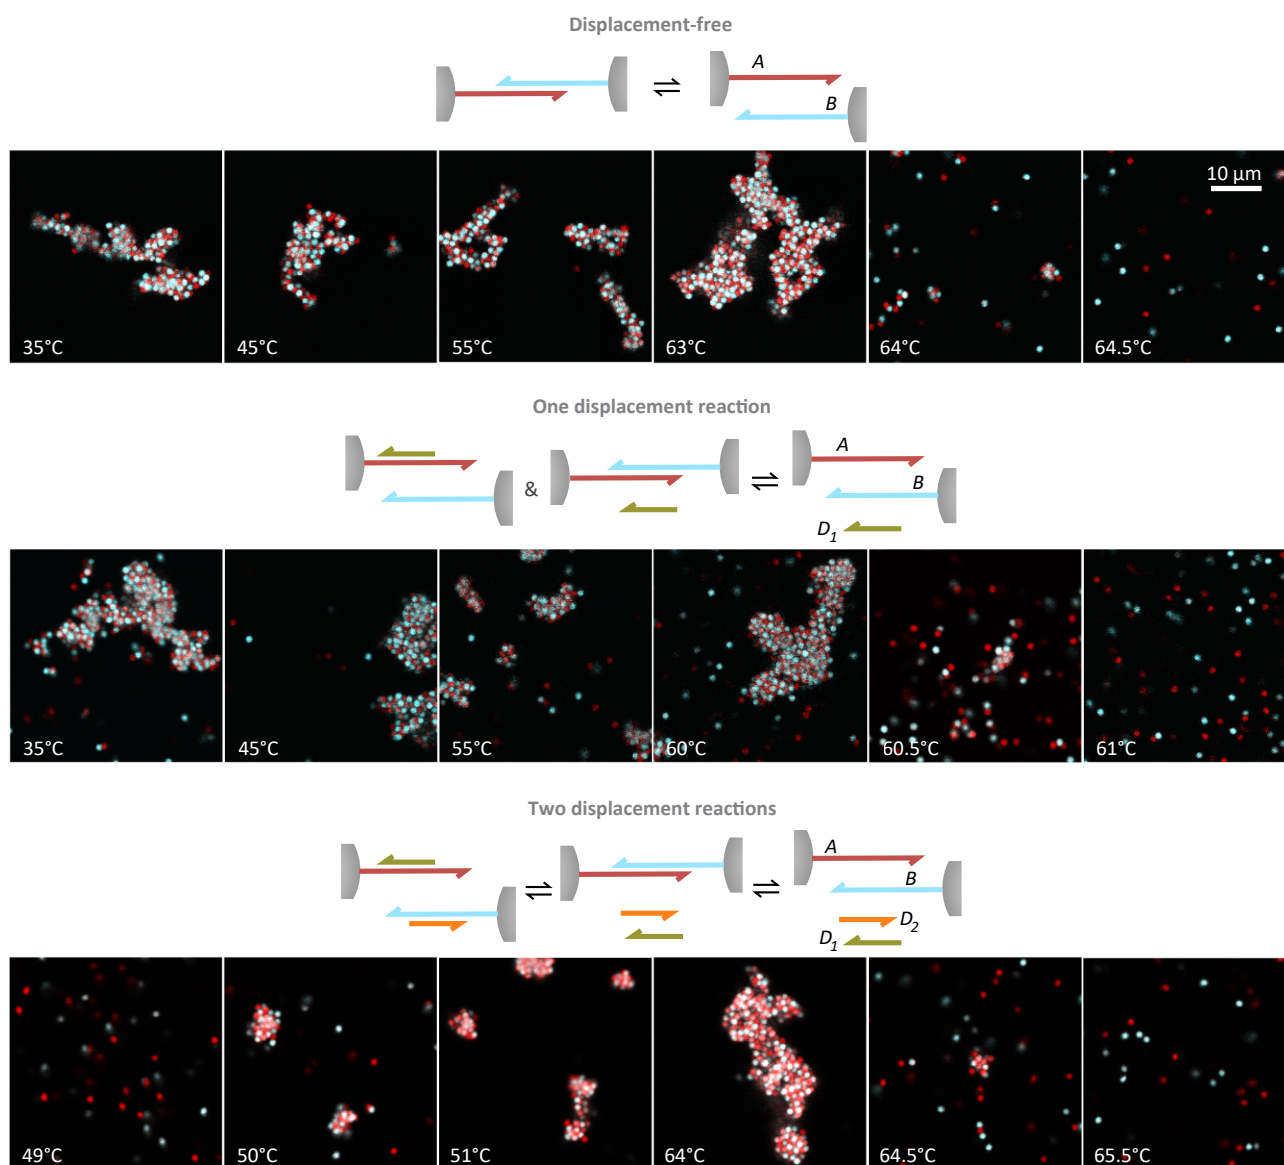 Displacement-free
A
B
10 µm
35°C 45°C 55°C 63°C 64°C 64.5°C
One displacement reaction
A
&
B
D1
35°C 45°C 55°C 60°C 60.5°C 61°C
Two displacement reactions
A
B
D2
D1
49°C 50°C 51°C 64°C 64.5°C 65.5°C